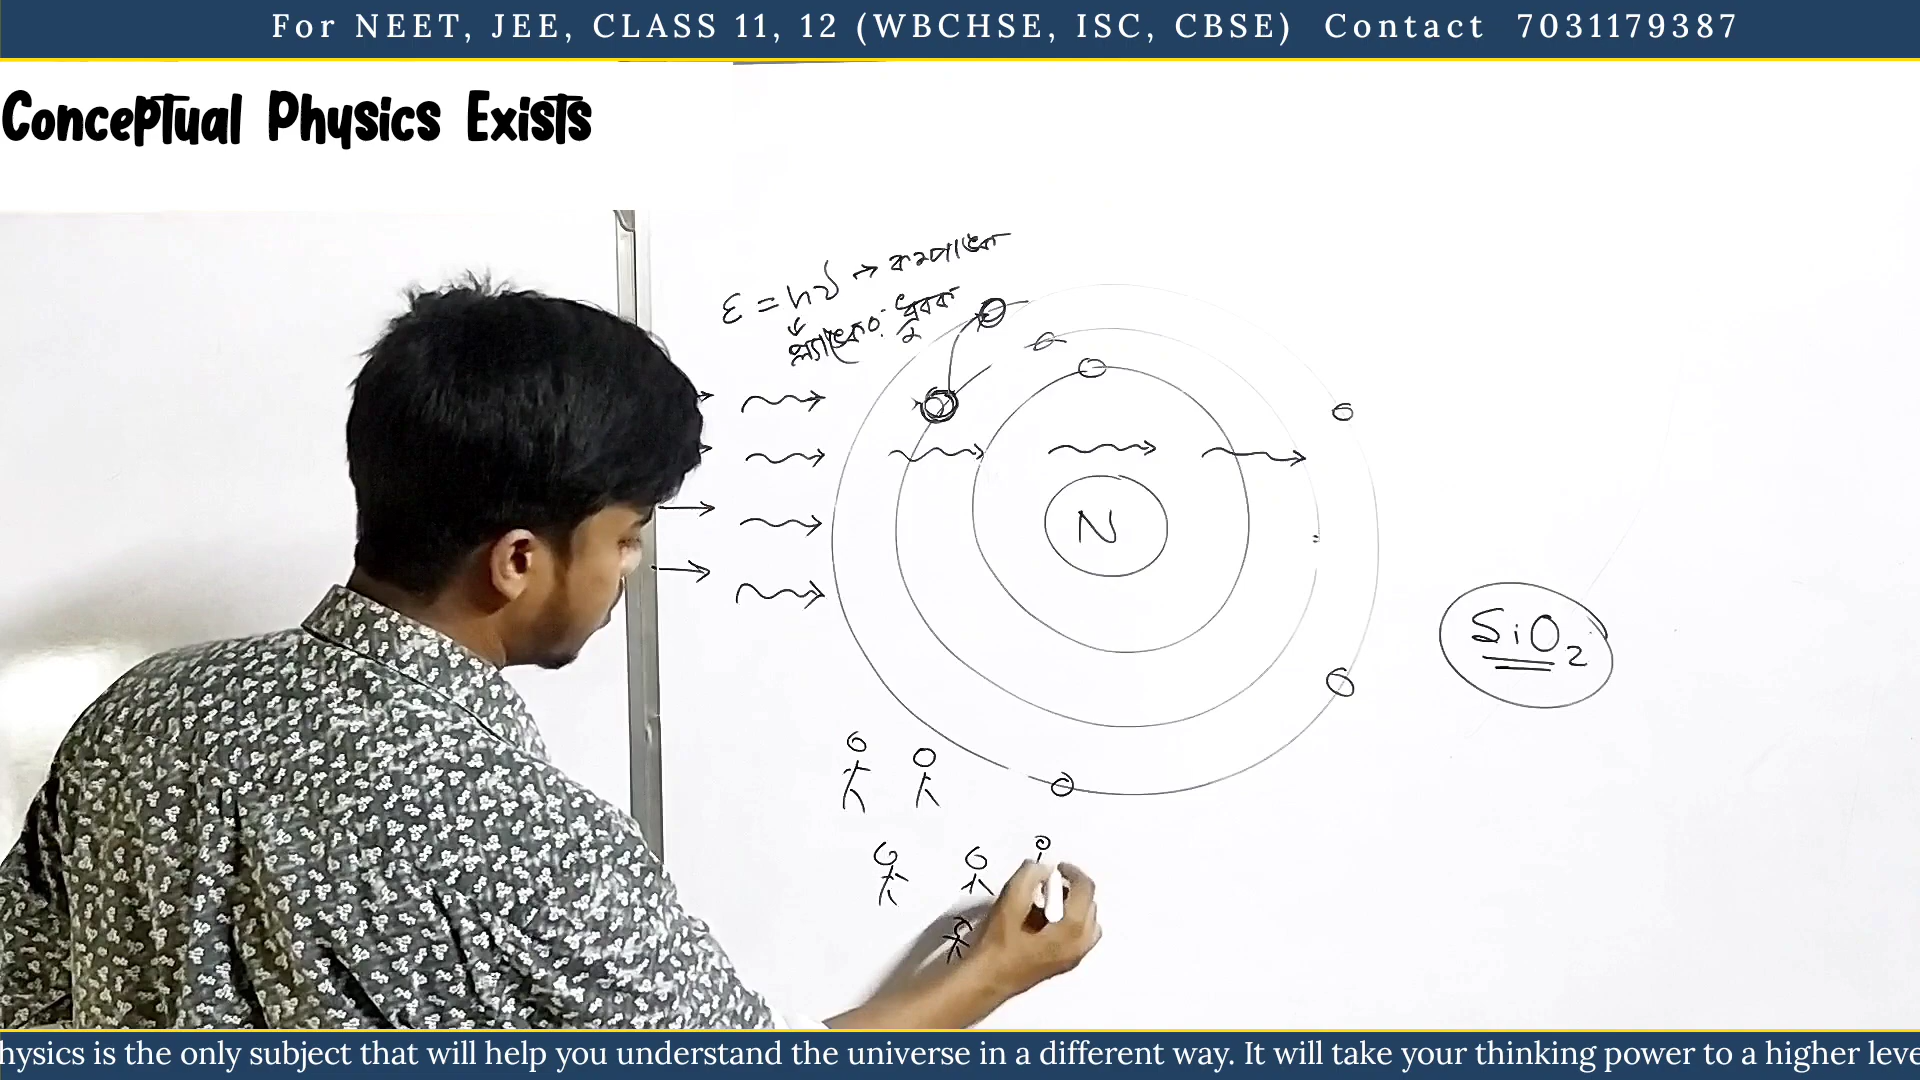 For NEET, JEE, CLASS 11, 12 (WBCHSE, ISC, CBSE) Contact 7031179387
Conceptual Physics Exists
E = hν → কম্পাঙ্ক
প্ল্যাঙ্কের ধ্রুবক
N
SiO₂
hysics is the only subject that will help you understand the universe in a different way. It will take your thinking power to a higher leve